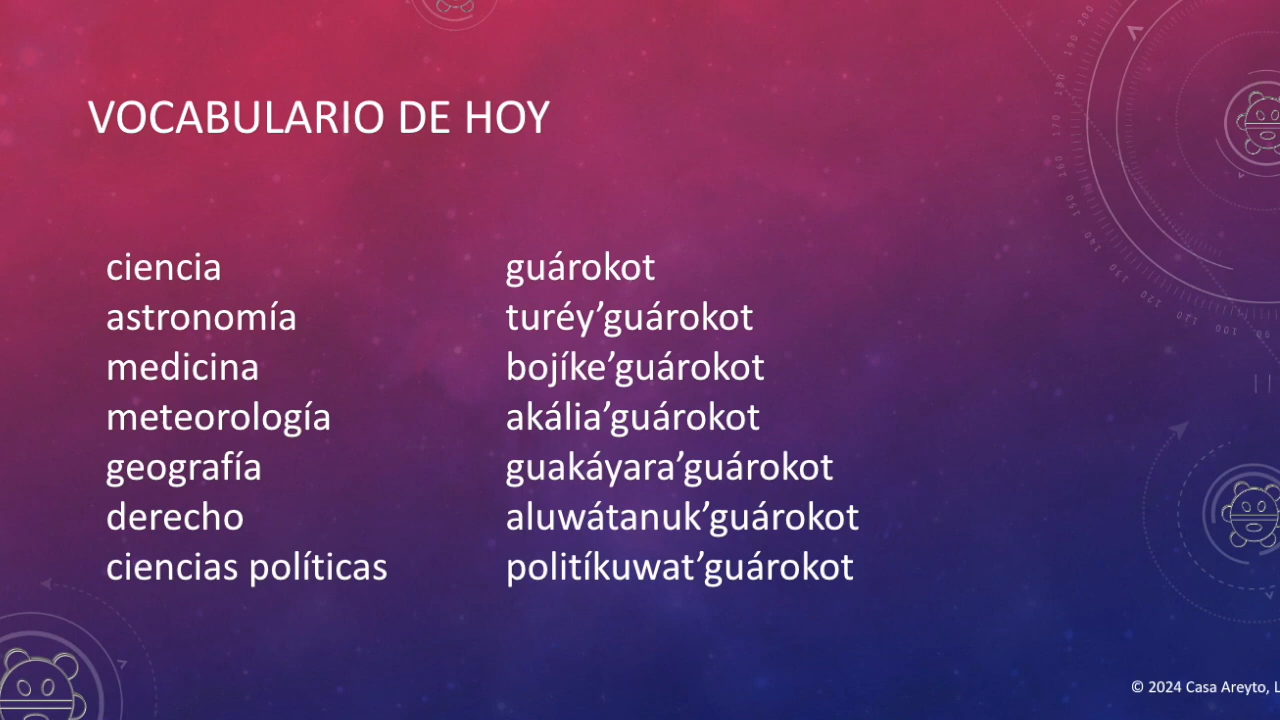 VOCABULARIO DE HOY
ciencia guárokot
astronomía turéy’guárokot
medicina bojíke’guárokot
meteorología akália’guárokot
geografía guakáyara’guárokot
derecho aluwátanuk’guárokot
ciencias políticas politíkuwat’guárokot
© 2024 Casa Areyto, L